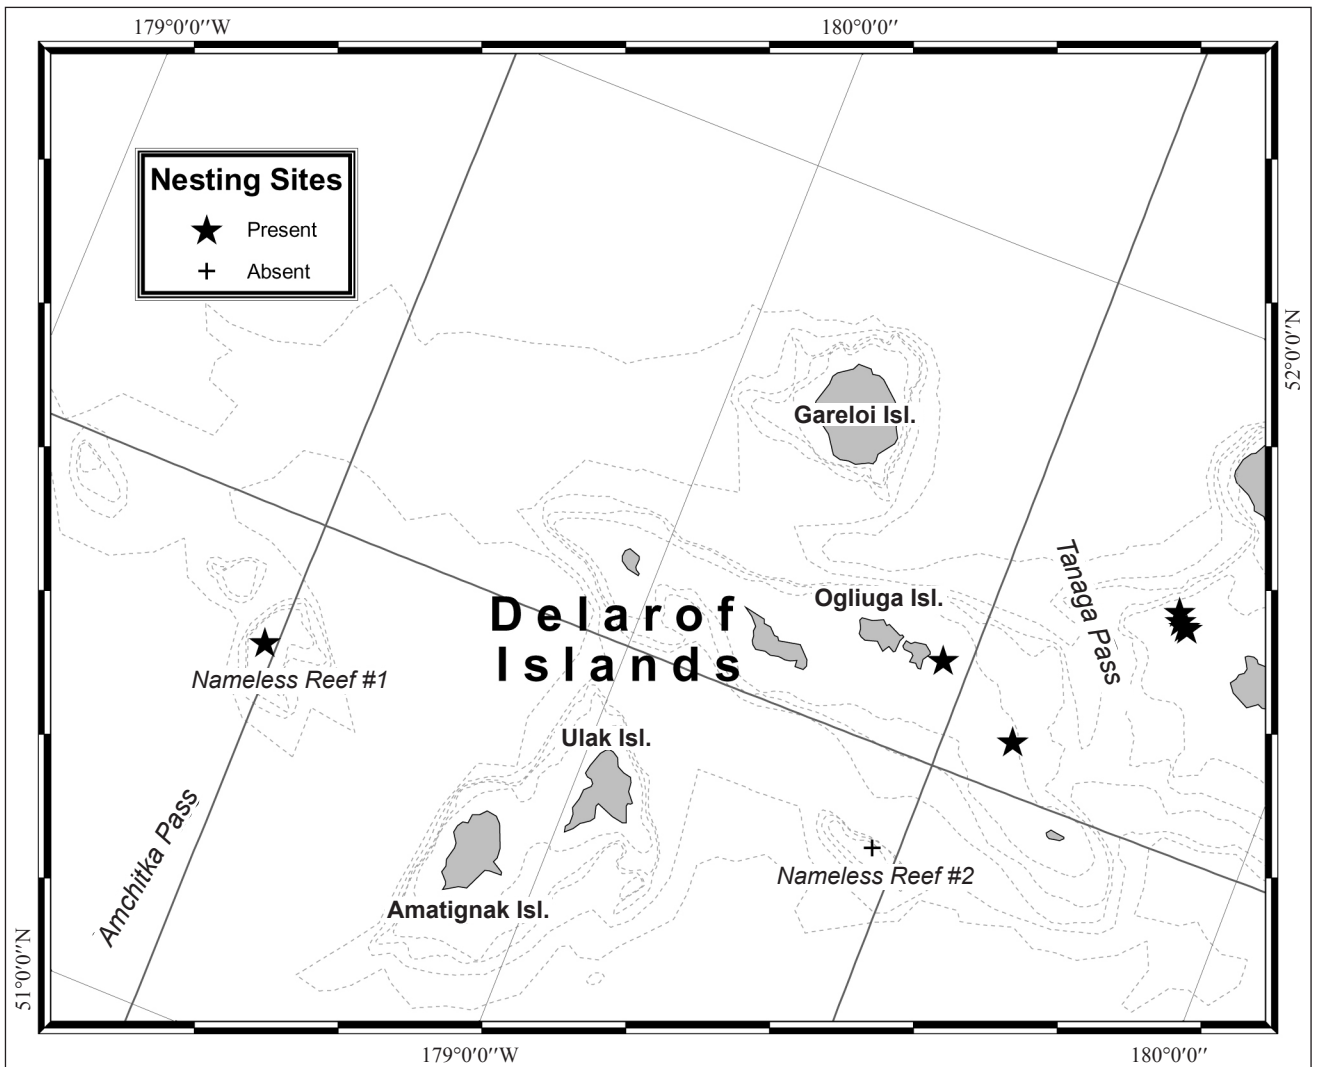 179°0'0"W
180°0'0"
Nesting Sites
Present
Absent
52°0'0"N
Gareloi Isl.
Tanaga Pass
Ogliuga Isl.
Delarof
Islands
Nameless Reef #1
Ulak Isl.
Amchitka Pass
Nameless Reef #2
Amatignak Isl.
51°0'0"N
179°0'0"W
180°0'0"